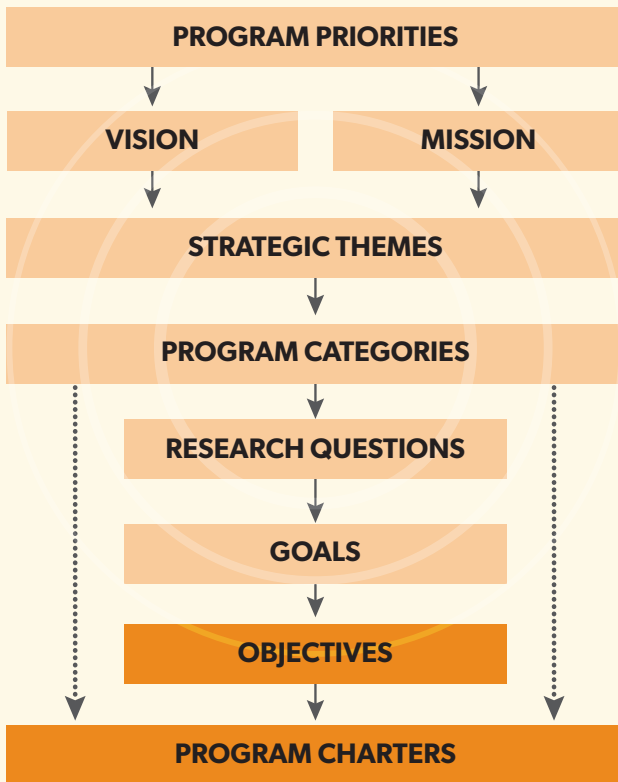 PROGRAM PRIORITIES
VISION
MISSION
STRATEGIC THEMES
PROGRAM CATEGORIES
RESEARCH QUESTIONS
GOALS
OBJECTIVES
PROGRAM CHARTERS